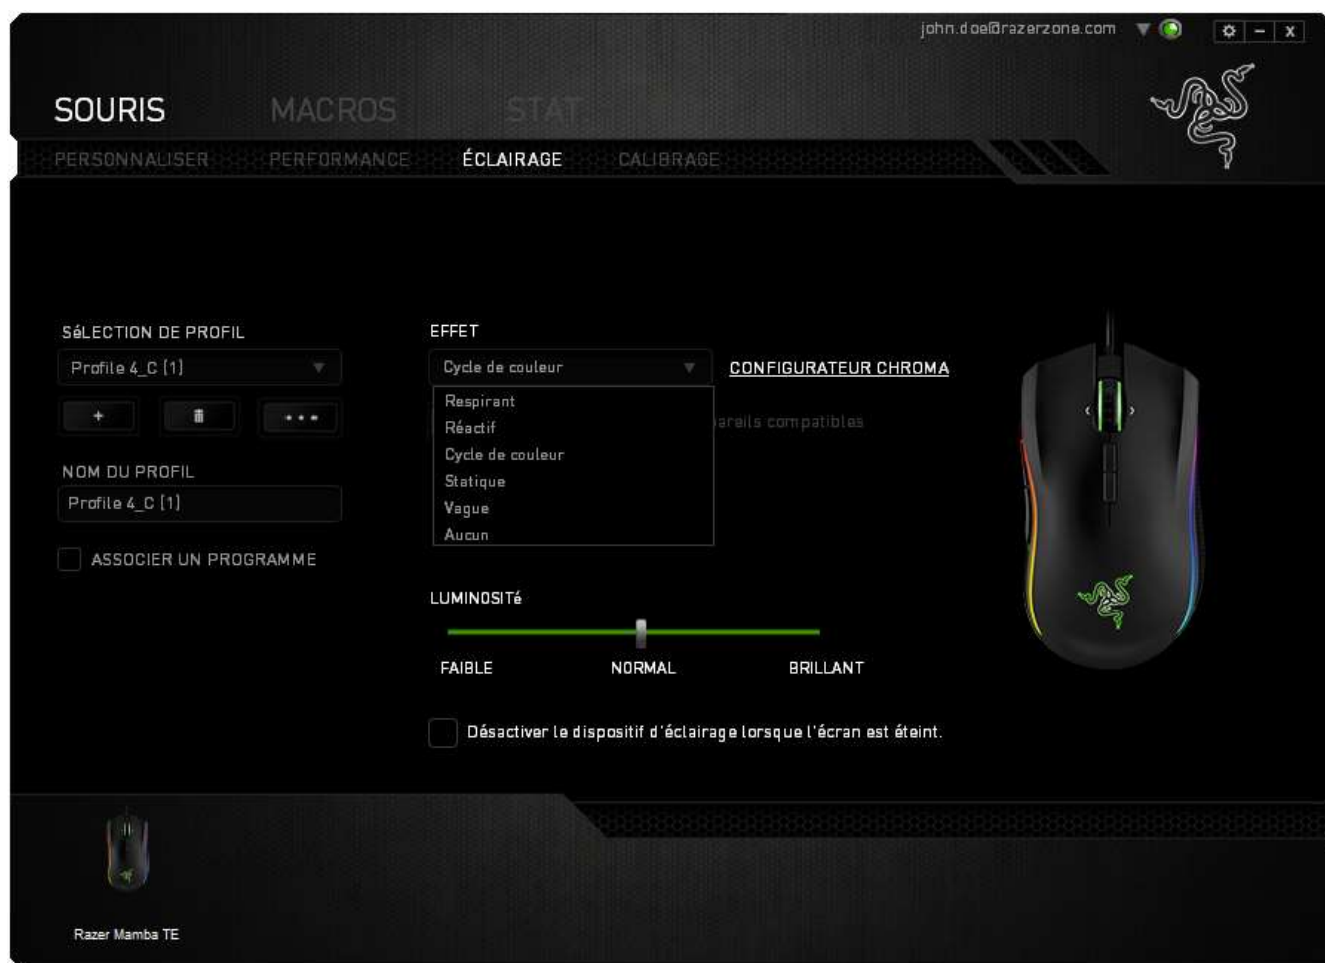 john.doe@razerzone.com
SOURIS MACROS STAT
PERSONNALISER PERFORMANCE ÉCLAIRAGE CALIBRAGE
SéLECTION DE PROFIL
Profile 4_C (1)
NOM DU PROFIL
Profile 4_C (1)
ASSOCIER UN PROGRAMME
EFFET
Cycle de couleur
CONFIGURATEUR CHROMA
Respirant
Réactif
Cycle de couleur
Statique
Vague
Aucun
compatibles
LUMINOSITé
FAIBLE NORMAL BRILLANT
Désactiver le dispositif d'éclairage lorsque l'écran est éteint.
Razer Mamba TE